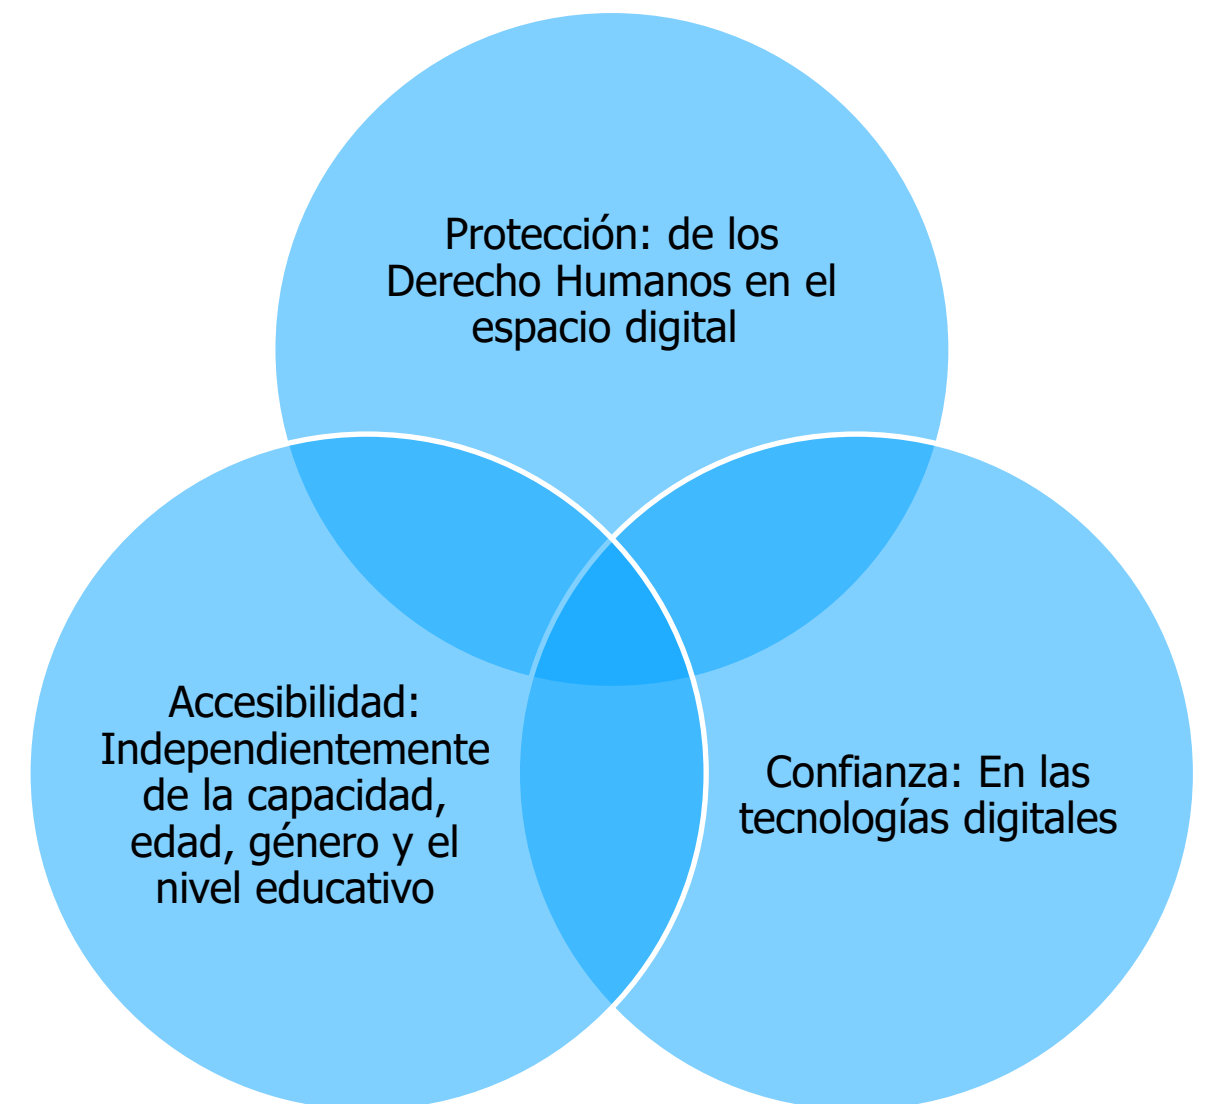 Protección: de los
Derecho Humanos en el
espacio digital
Accesibilidad:
Independientemente
de la capacidad,
edad, género y el
nivel educativo
Confianza: En las
tecnologías digitales